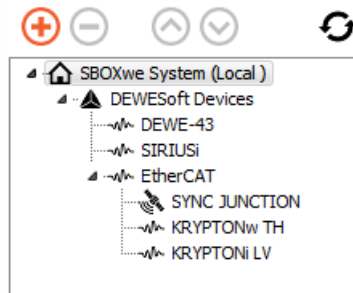 SBOXwe System (Local )
DEWESoft Devices
DEWE-43
SIRIUSi
EtherCAT
SYNC JUNCTION
KRYPTONw TH
KRYPTONi LV